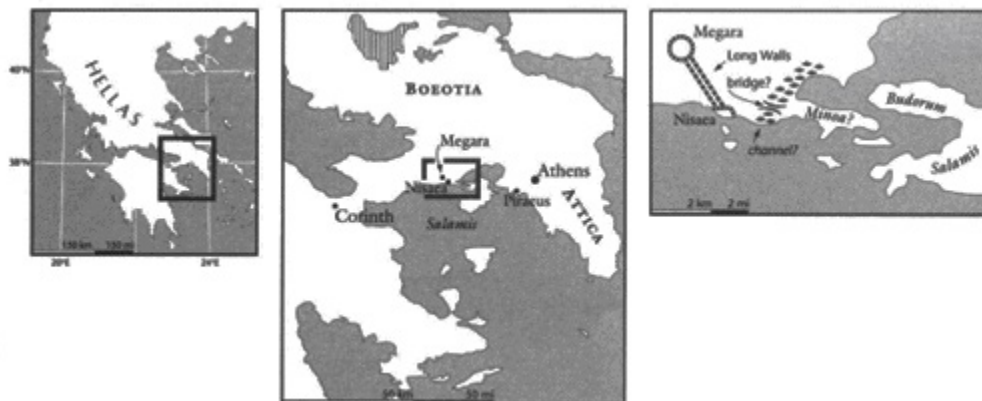 40°N
HELLAS
38°N
150 km 150 mi
20°E 24°E
BOEOTIA
Megara
Nisaea
Athens
Piraeus
Corinth
ATTICA
Salamis
50 km 50 mi
Megara
Long Walls
bridge?
Nisaea
Minoa?
Budorum
channel?
Salamis
2 km 2 mi